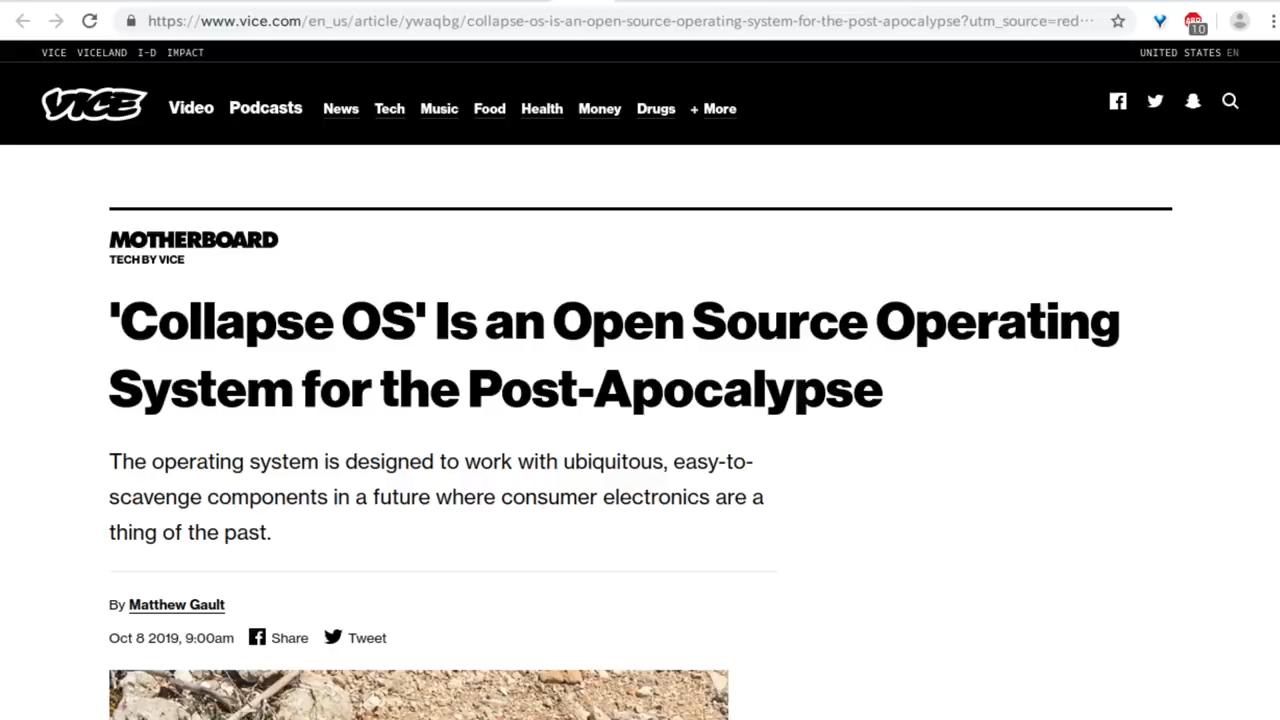 https://www.vice.com/en_us/article/ywaqbg/collapse-os-is-an-open-source-operating-system-for-the-post-apocalypse?utm_source=red…
ABP
10
VICE VICELAND I-D IMPACT
UNITED STATES EN
VICE Video Podcasts News Tech Music Food Health Money Drugs + More
MOTHERBOARD
TECH BY VICE
'Collapse OS' Is an Open Source Operating
System for the Post-Apocalypse
The operating system is designed to work with ubiquitous, easy-to-
scavenge components in a future where consumer electronics are a
thing of the past.
By Matthew Gault
Oct 8 2019, 9:00am Share Tweet